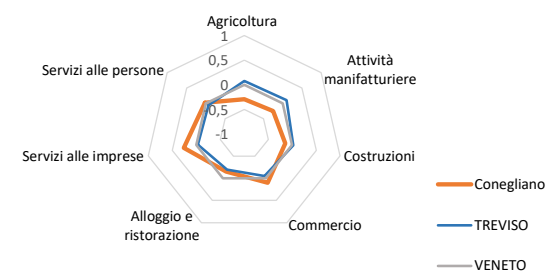 Agricoltura
1
0,5
0
0,5
-1
Attività
manifatturiere
Costruzioni
Commercio
Alloggio e
ristorazione
Servizi alle imprese
Servizi alle persone
Conegliano
TREVISO
VENETO